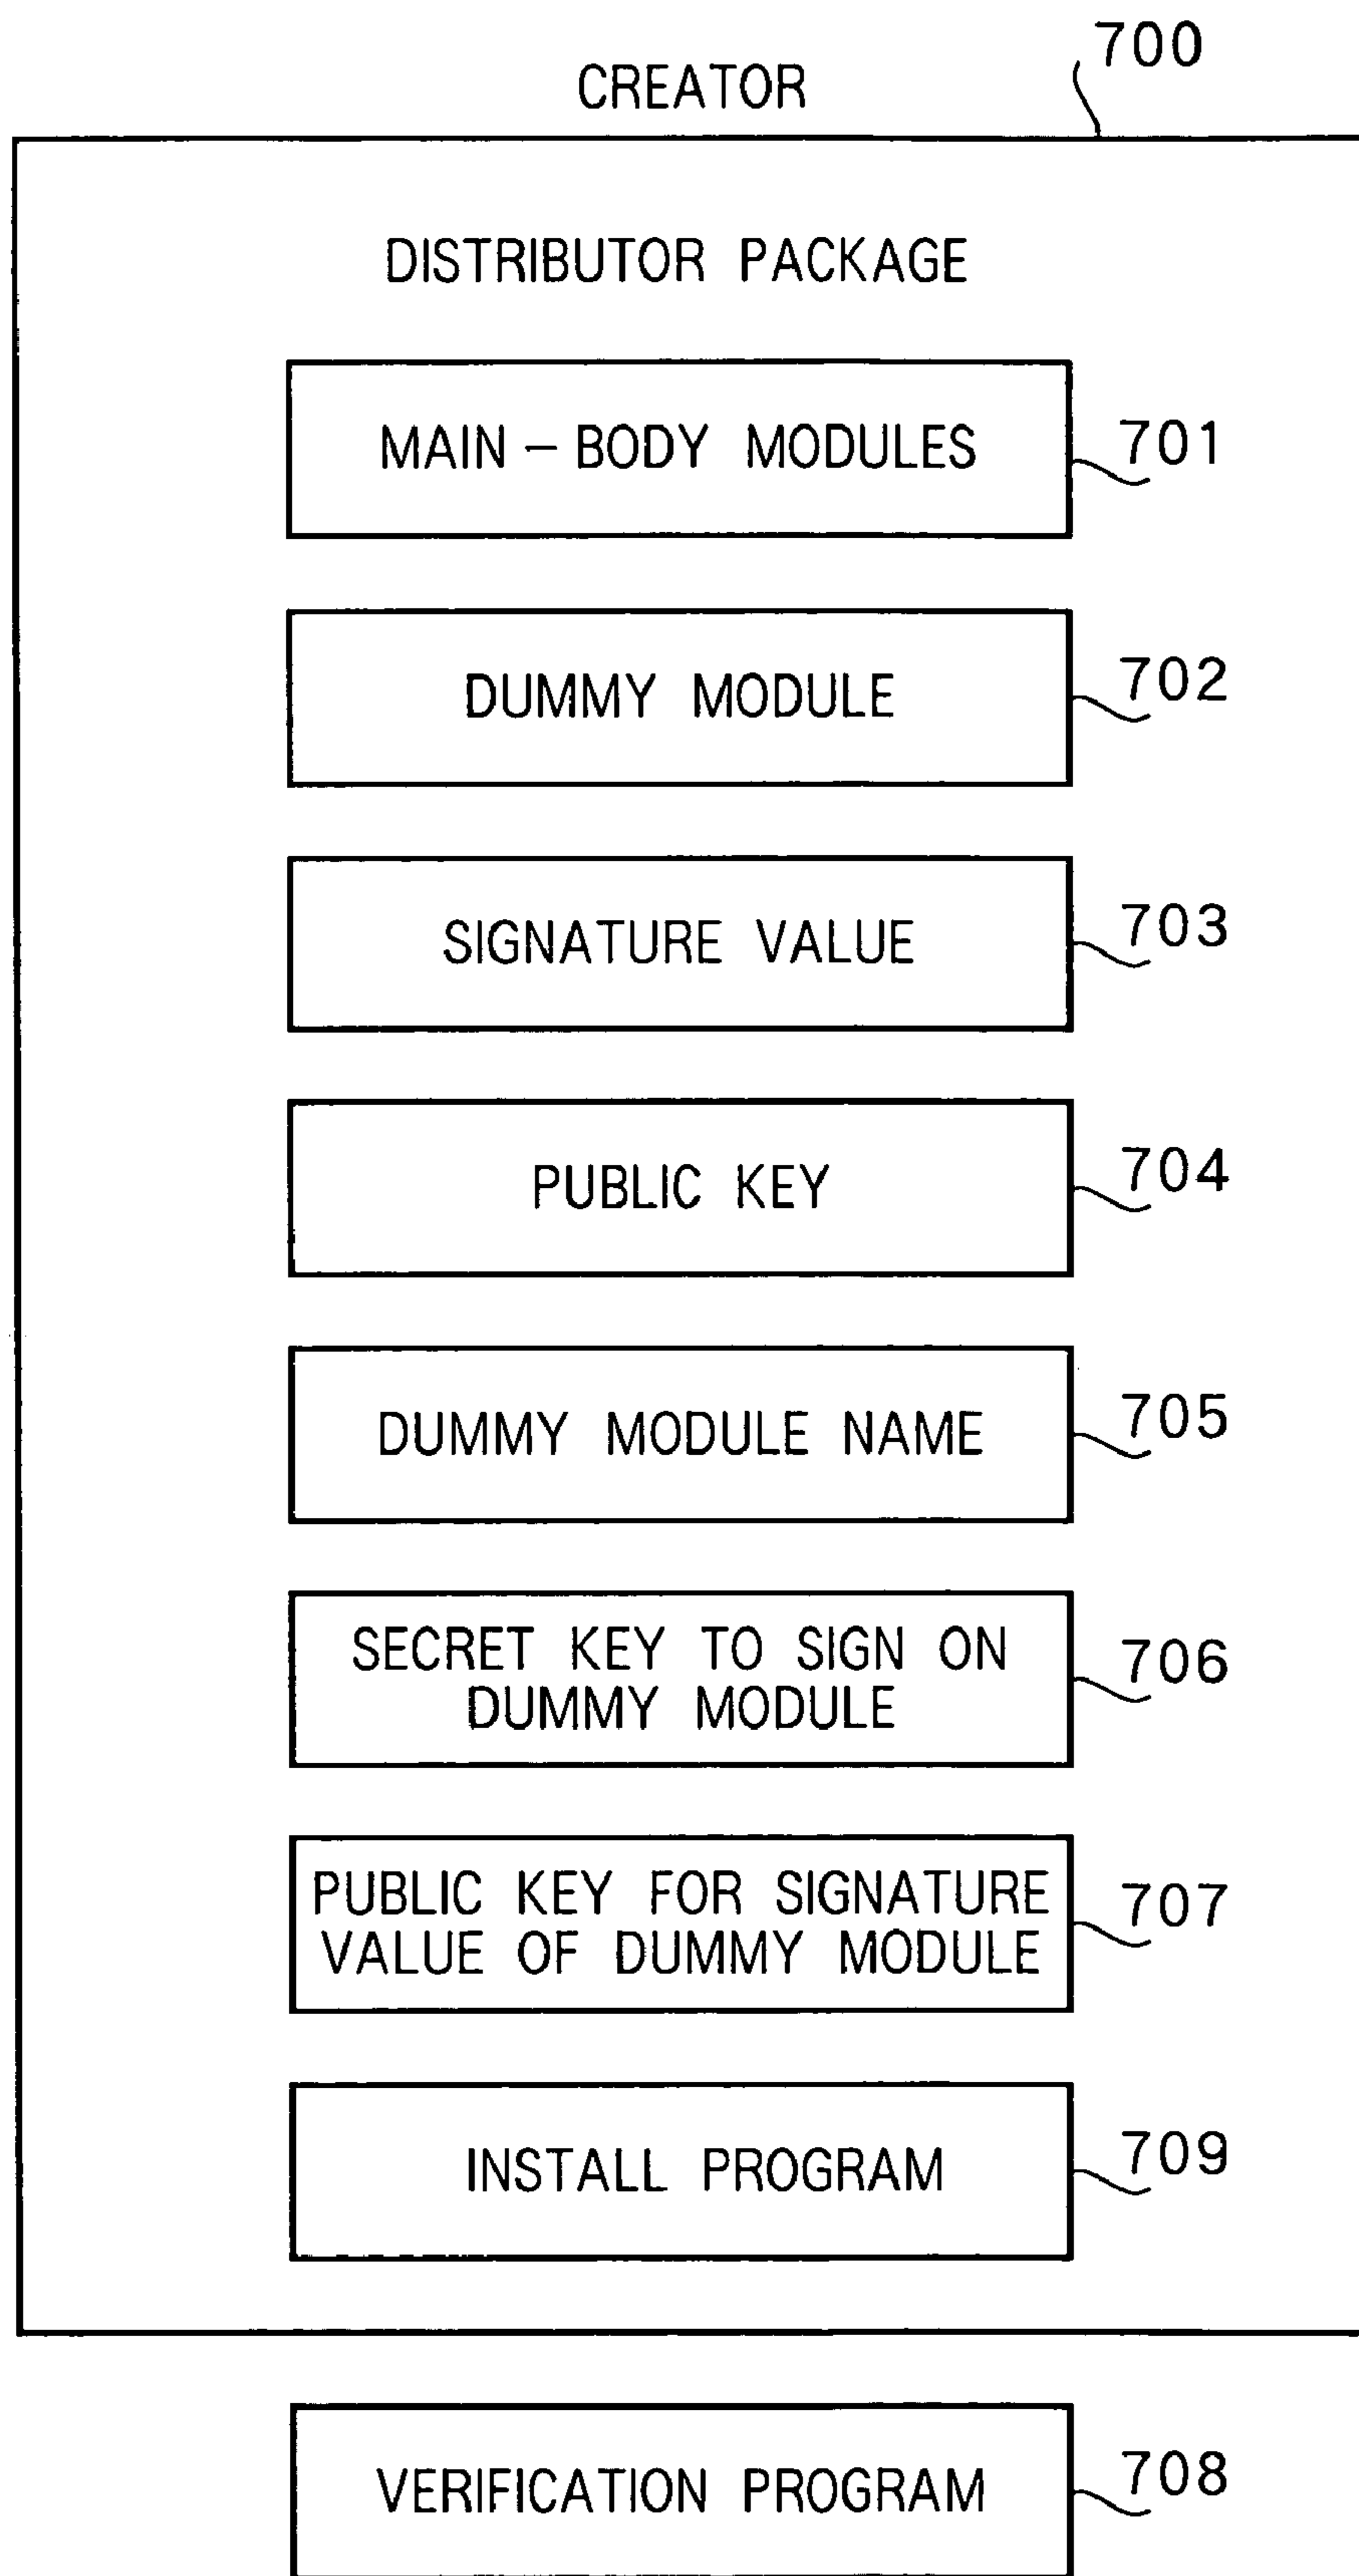 700
CREATOR
DISTRIBUTOR PACKAGE
MAIN-BODY MODULES
701
DUMMY MODULE
702
SIGNATURE VALUE
703
PUBLIC KEY
704
DUMMY MODULE NAME
705
SECRET KEY TO SIGN ON
DUMMY MODULE
706
PUBLIC KEY FOR SIGNATURE
VALUE OF DUMMY MODULE
707
INSTALL PROGRAM
709
VERIFICATION PROGRAM
708